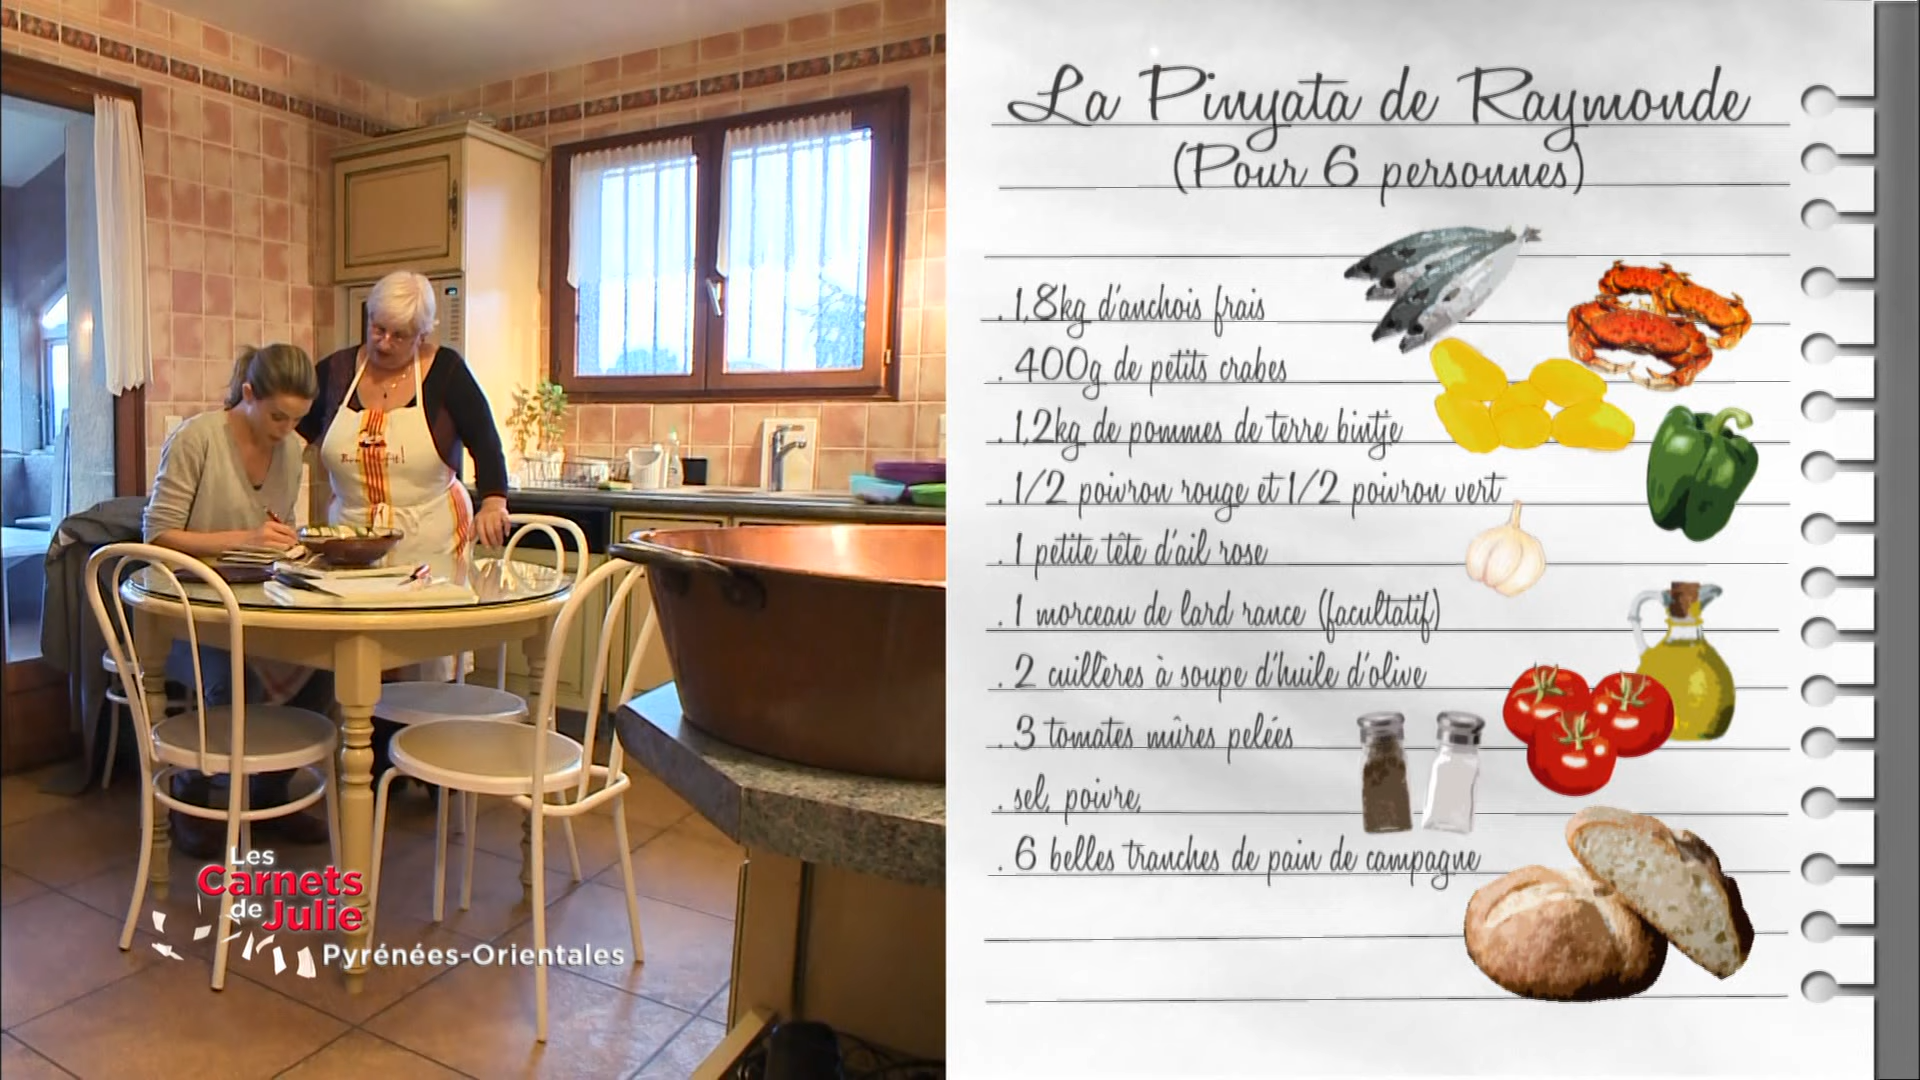 La Pinyata de Raymonde
(Pour 6 personnes)
. 1,8kg d'anchois frais
. 400g de petits crabes
. 1,2kg de pommes de terre bintje
. 1/2 poivron rouge et 1/2 poivron vert
. 1 petite tête d'ail rose
. 1 morceau de lard rance (facultatif)
. 2 cuillères à soupe d'huile d'olive
. 3 tomates mûres pelées
. sel, poivre,
. 6 belles tranches de pain de campagne
Les
Carnets
de Julie
Pyrénées-Orientales